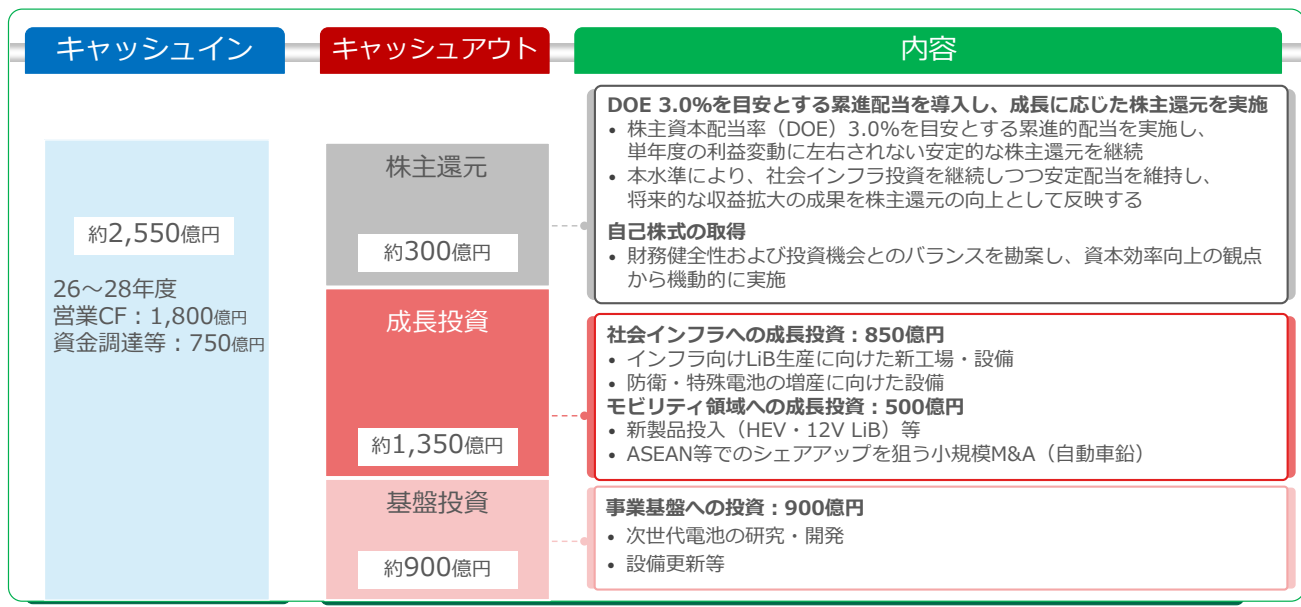 キャッシュイン
キャッシュアウト
内容
約2,550億円
26～28年度
営業CF：1,800億円
資金調達等：750億円
株主還元
約300億円
DOE 3.0%を目安とする累進配当を導入し、成長に応じた株主還元を実施
• 株主資本配当率（DOE）3.0%を目安とする累進的配当を実施し、
単年度の利益変動に左右されない安定的な株主還元を継続
• 本水準により、社会インフラ投資を継続しつつ安定配当を維持し、
将来的な収益拡大の成果を株主還元の向上として反映する
自己株式の取得
• 財務健全性および投資機会とのバランスを勘案し、資本効率向上の観点
から機動的に実施
成長投資
約1,350億円
社会インフラへの成長投資：850億円
• インフラ向けLiB生産に向けた新工場・設備
• 防衛・特殊電池の増産に向けた設備
モビリティ領域への成長投資：500億円
• 新製品投入（HEV・12V LiB）等
• ASEAN等でのシェアアップを狙う小規模M&A（自動車鉛）
基盤投資
約900億円
事業基盤への投資：900億円
• 次世代電池の研究・開発
• 設備更新等